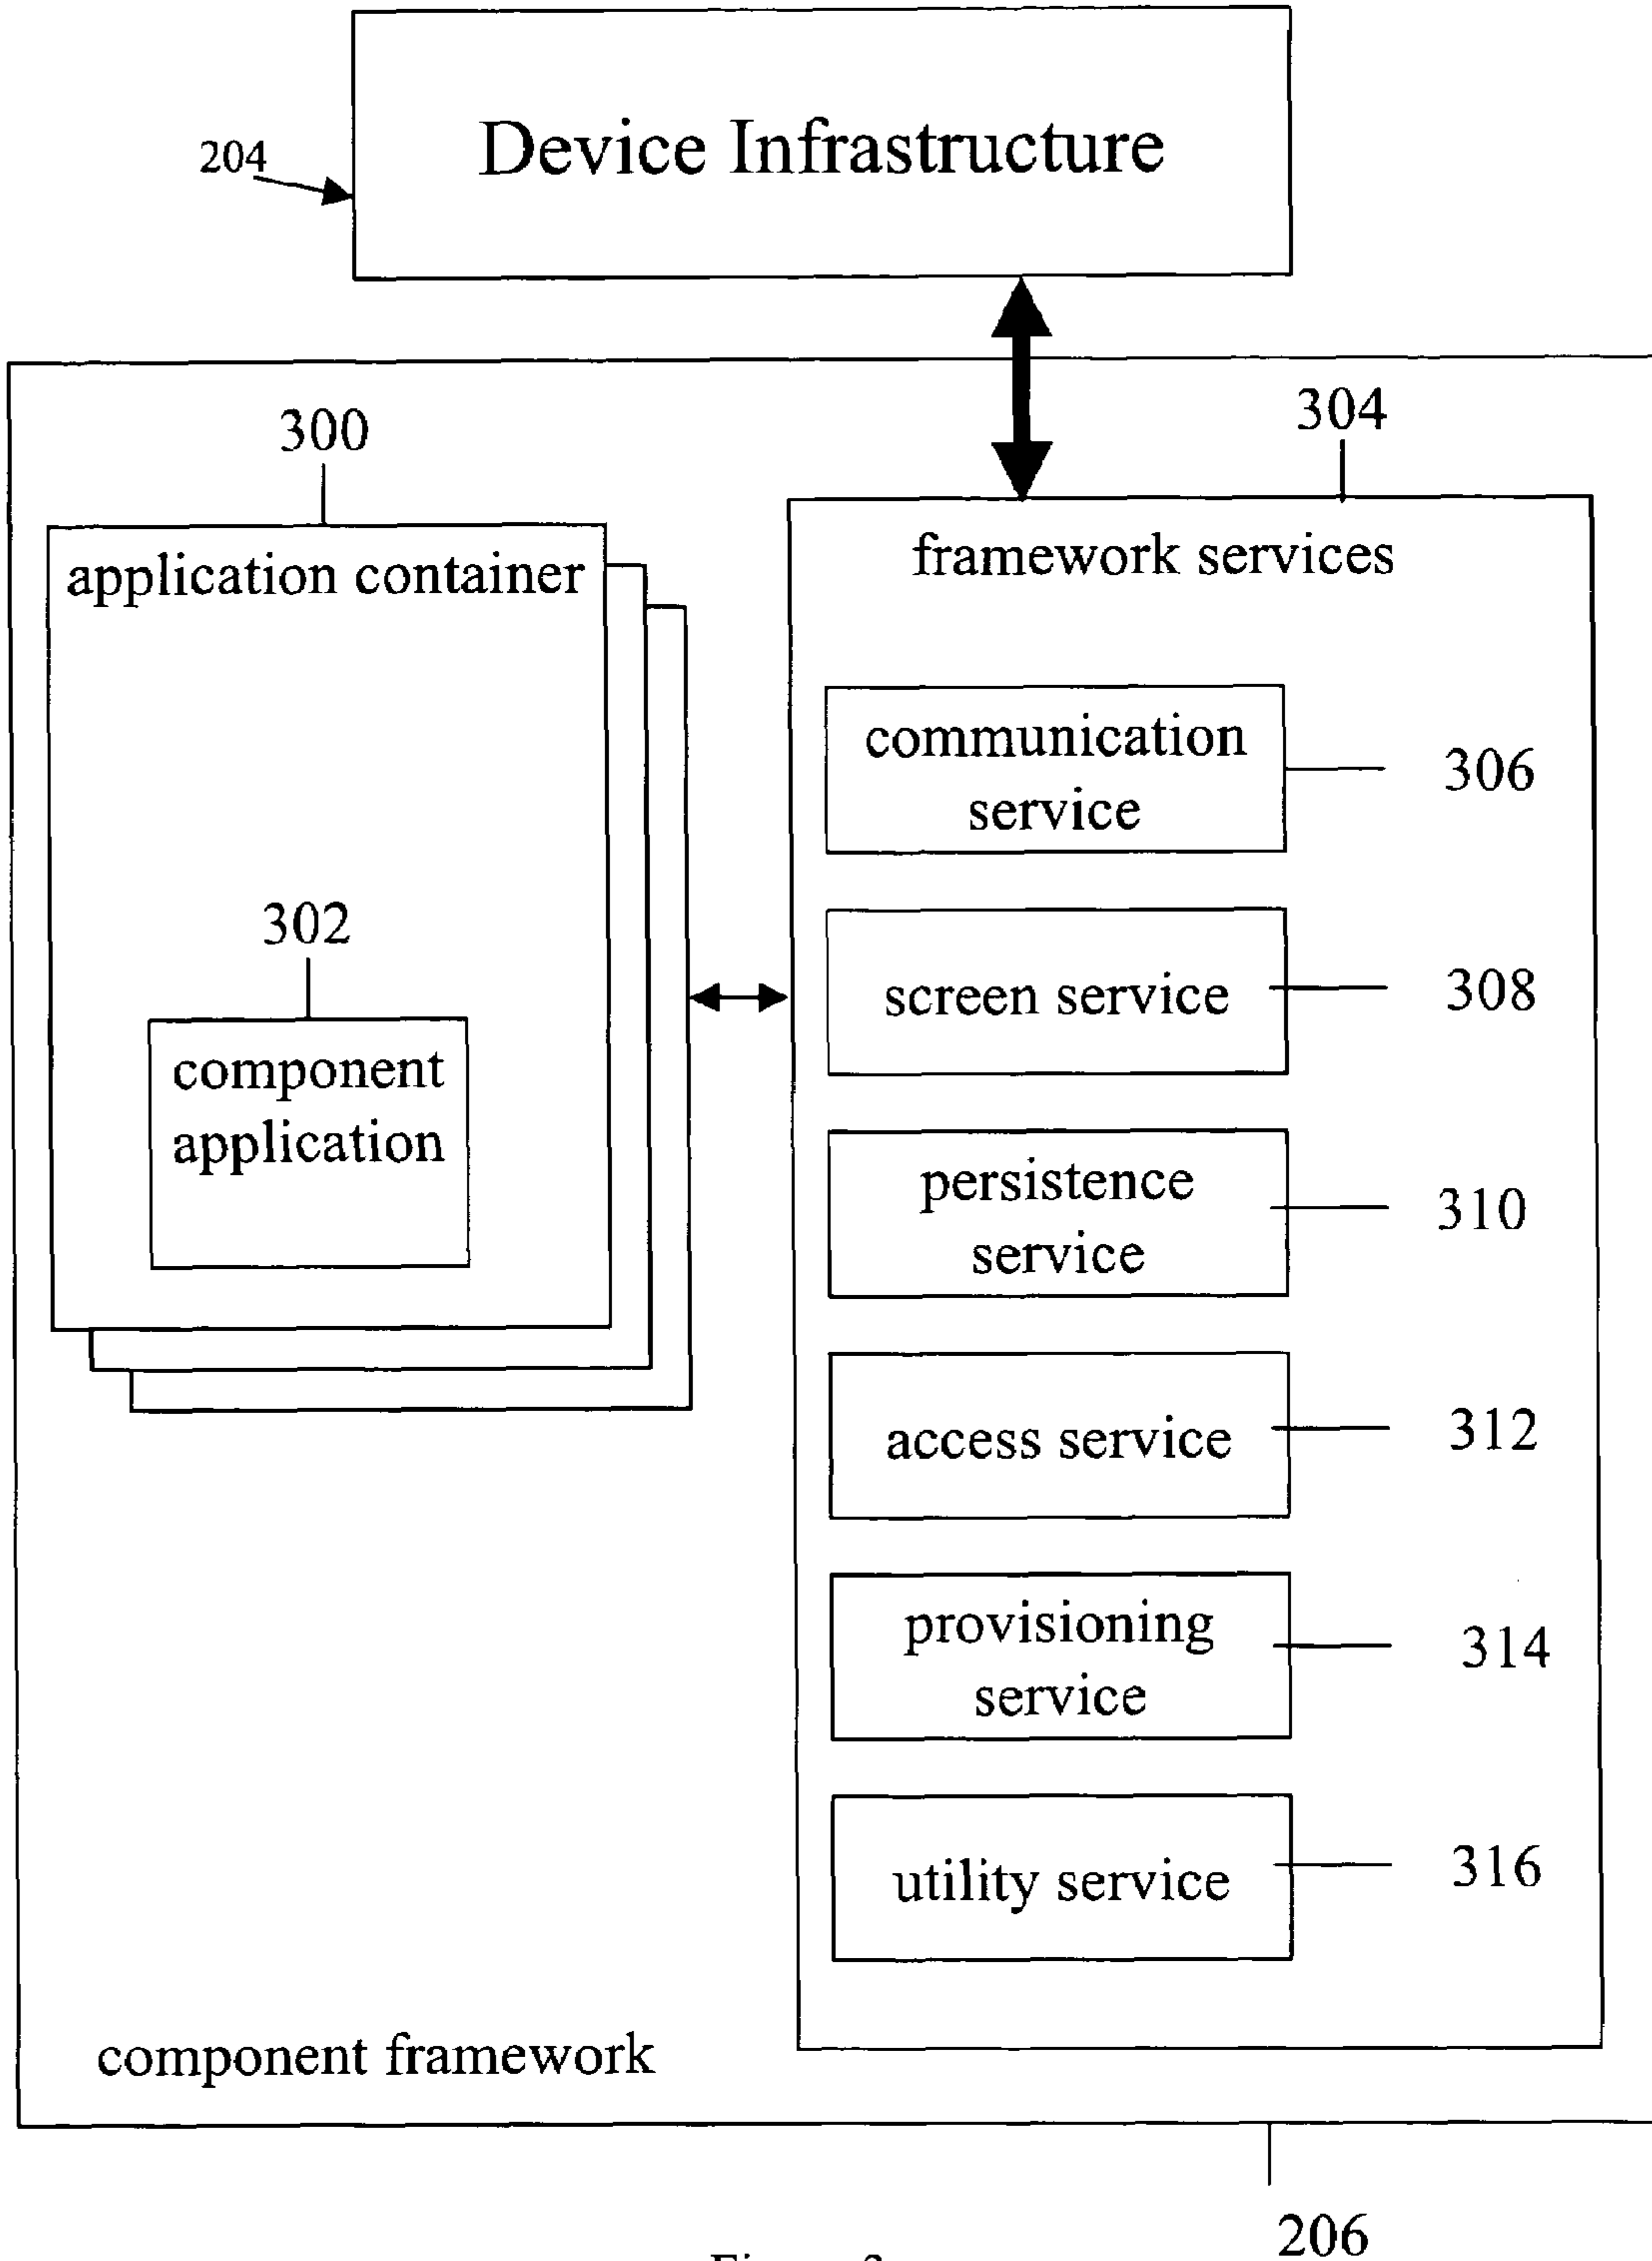 Device Infrastructure
204
300
304
application container
framework services
communication
service
306
302
screen service
308
component
application
persistence
service
310
access service
312
provisioning
service
314
utility service
316
component framework
206